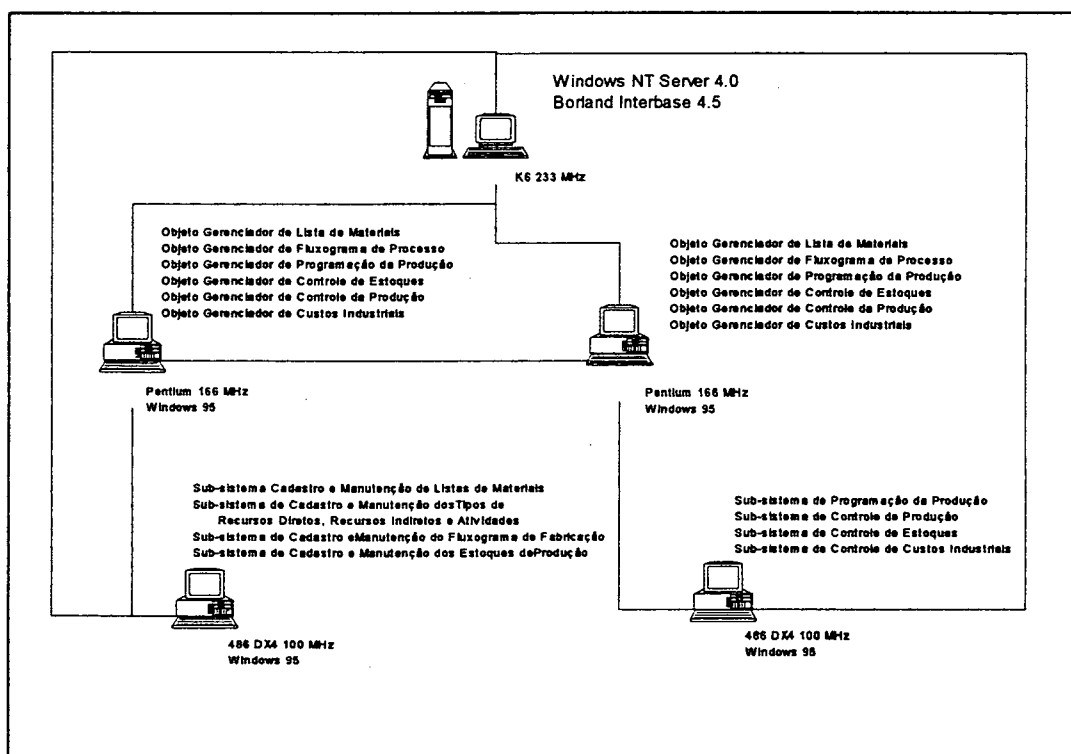 Windows NT Server 4.0
Borland Interbase 4.5
K6 233 MHz
Objeto Gerenciador de Lista de Materiais
Objeto Gerenciador de Fluxograma de Processo
Objeto Gerenciador de Programação da Produção
Objeto Gerenciador de Controle de Estoques
Objeto Gerenciador de Controle da Produção
Objeto Gerenciador de Custos Industriais
Pentium 166 MHz
Windows 95
Objeto Gerenciador de Lista de Materiais
Objeto Gerenciador de Fluxograma de Processo
Objeto Gerenciador de Programação da Produção
Objeto Gerenciador de Controle de Estoques
Objeto Gerenciador de Controle da Produção
Objeto Gerenciador de Custos Industriais
Pentium 166 MHz
Windows 95
Sub-sistema Cadastro e Manutenção de Listas de Materiais
Sub-sistema de Cadastro e Manutenção dosTipos de
Recursos Diretos, Recursos Indiretos e Atividades
Sub-sistema de Cadastro eManutenção do Fluxograma de Fabricação
Sub-sistema de Cadastro e Manutenção dos Estoques deProdução
486 DX4 100 MHz
Windows 95
Sub-sistema de Programação da Produção
Sub-sistema de Controle de Produção
Sub-sistema de Controle de Estoques
Sub-sistema de Controle de Custos Industriais
486 DX4 100 MHz
Windows 95